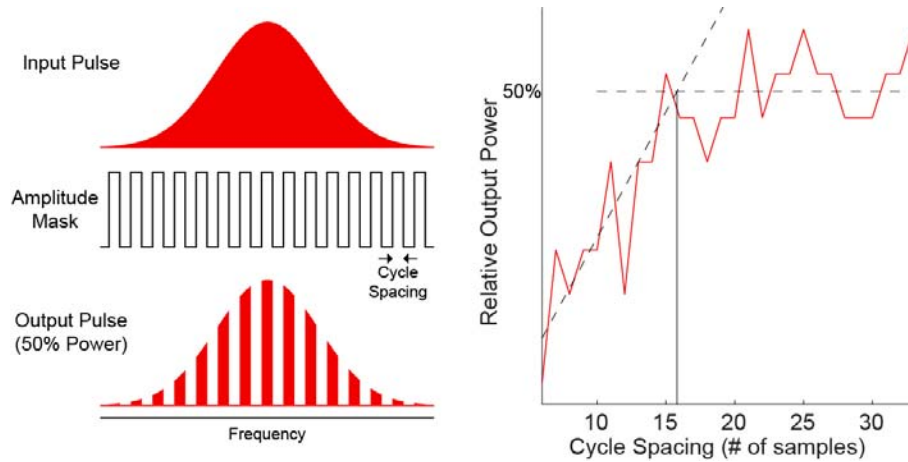 Input Pulse
Amplitude
Mask
Cycle
Spacing
Output Pulse
(50% Power)
Frequency
Relative Output Power
50%
10 15 20 25 30
Cycle Spacing (# of samples)